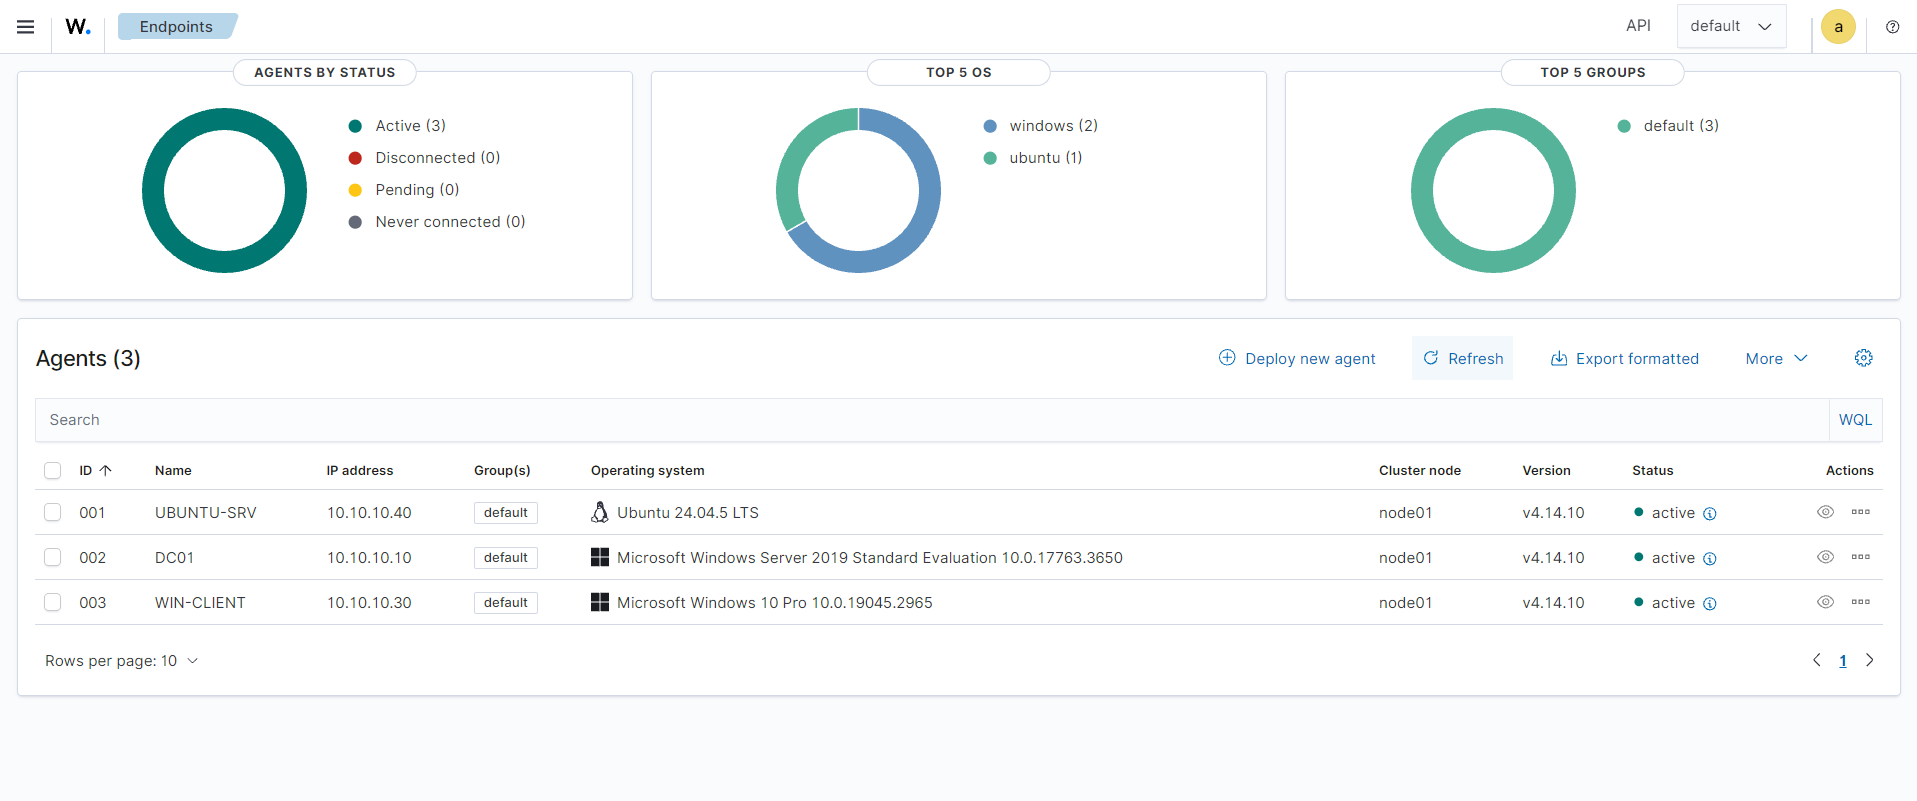 W. Endpoints API default a
AGENTS BY STATUS
Active (3)
Disconnected (0)
Pending (0)
Never connected (0)
TOP 5 OS
windows (2)
ubuntu (1)
TOP 5 GROUPS
default (3)
Agents (3) Deploy new agent Refresh Export formatted More
Search WQL
ID Name IP address Group(s) Operating system Cluster node Version Status Actions
001 UBUNTU-SRV 10.10.10.40 default Ubuntu 24.04.5 LTS node01 v4.14.10 active
002 DC01 10.10.10.10 default Microsoft Windows Server 2019 Standard Evaluation 10.0.17763.3650 node01 v4.14.10 active
003 WIN-CLIENT 10.10.10.30 default Microsoft Windows 10 Pro 10.0.19045.2965 node01 v4.14.10 active
Rows per page: 10 1